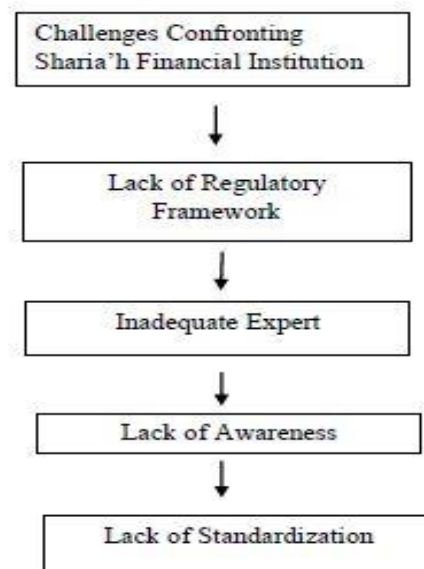 Challenges Confronting
Sharia’h Financial Institution
Lack of Regulatory
Framework
Inadequate Expert
Lack of Awareness
Lack of Standardization